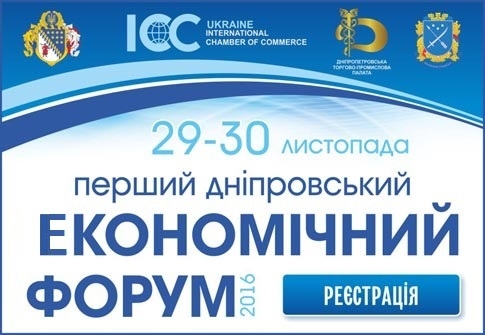 ICC
UKRAINE
INTERNATIONAL
CHAMBER OF COMMERCE
ДНІПРОПЕТРОВСЬКА
ТОРГОВО-ПРОМИСЛОВА
ПАЛАТА
29-30 листопада
перший дніпровський
ЕКОНОМІЧНИЙ
ФОРУМ 2016
РЕЄСТРАЦІЯ